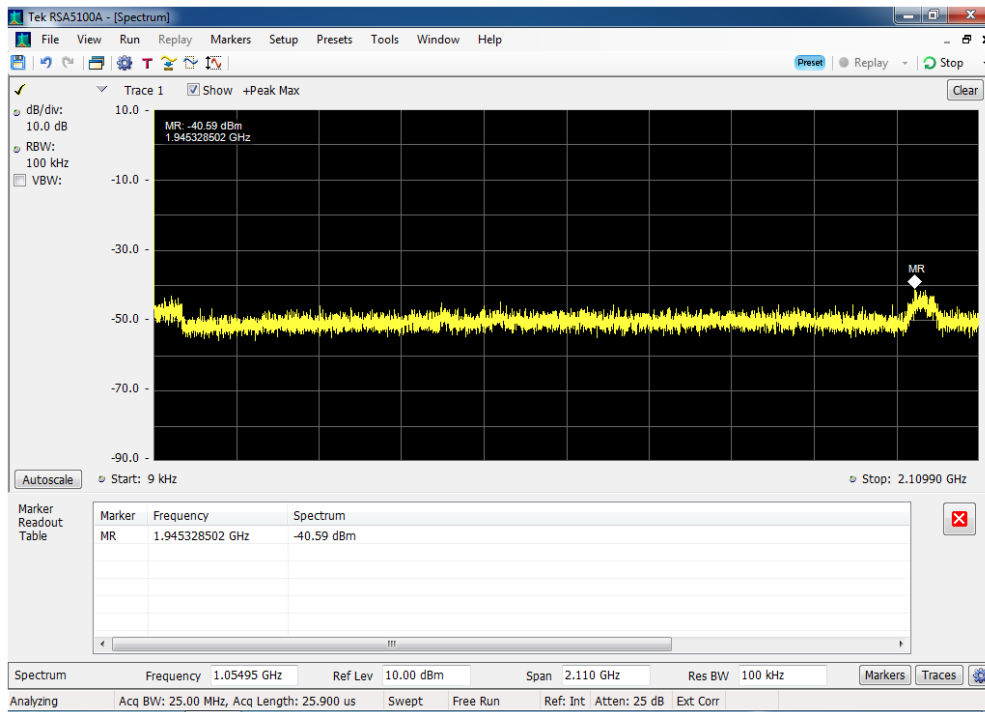 Tek RSA5100A - [Spectrum]
File View Run Replay Markers Setup Presets Tools Window Help
T Preset Replay Stop
Trace 1 Show +Peak Max Clear
dB/div:
10.0 dB
RBW:
100 kHz
VBW:
10.0 -
-10.0 -
-30.0 -
-50.0 -
-70.0 -
-90.0 -
MR: -40.59 dBm
1.945328502 GHz
MR
Autoscale Start: 9 kHz Stop: 2.10990 GHz
Marker
Readout
Table
Marker Frequency Spectrum
MR 1.945328502 GHz -40.59 dBm
Spectrum Frequency 1.05495 GHz Ref Lev 10.00 dBm Span 2.110 GHz Res BW 100 kHz Markers Traces
Analyzing Acq BW: 25.00 MHz, Acq Length: 25.900 us Swept Free Run Ref: Int Atten: 25 dB Ext Corr